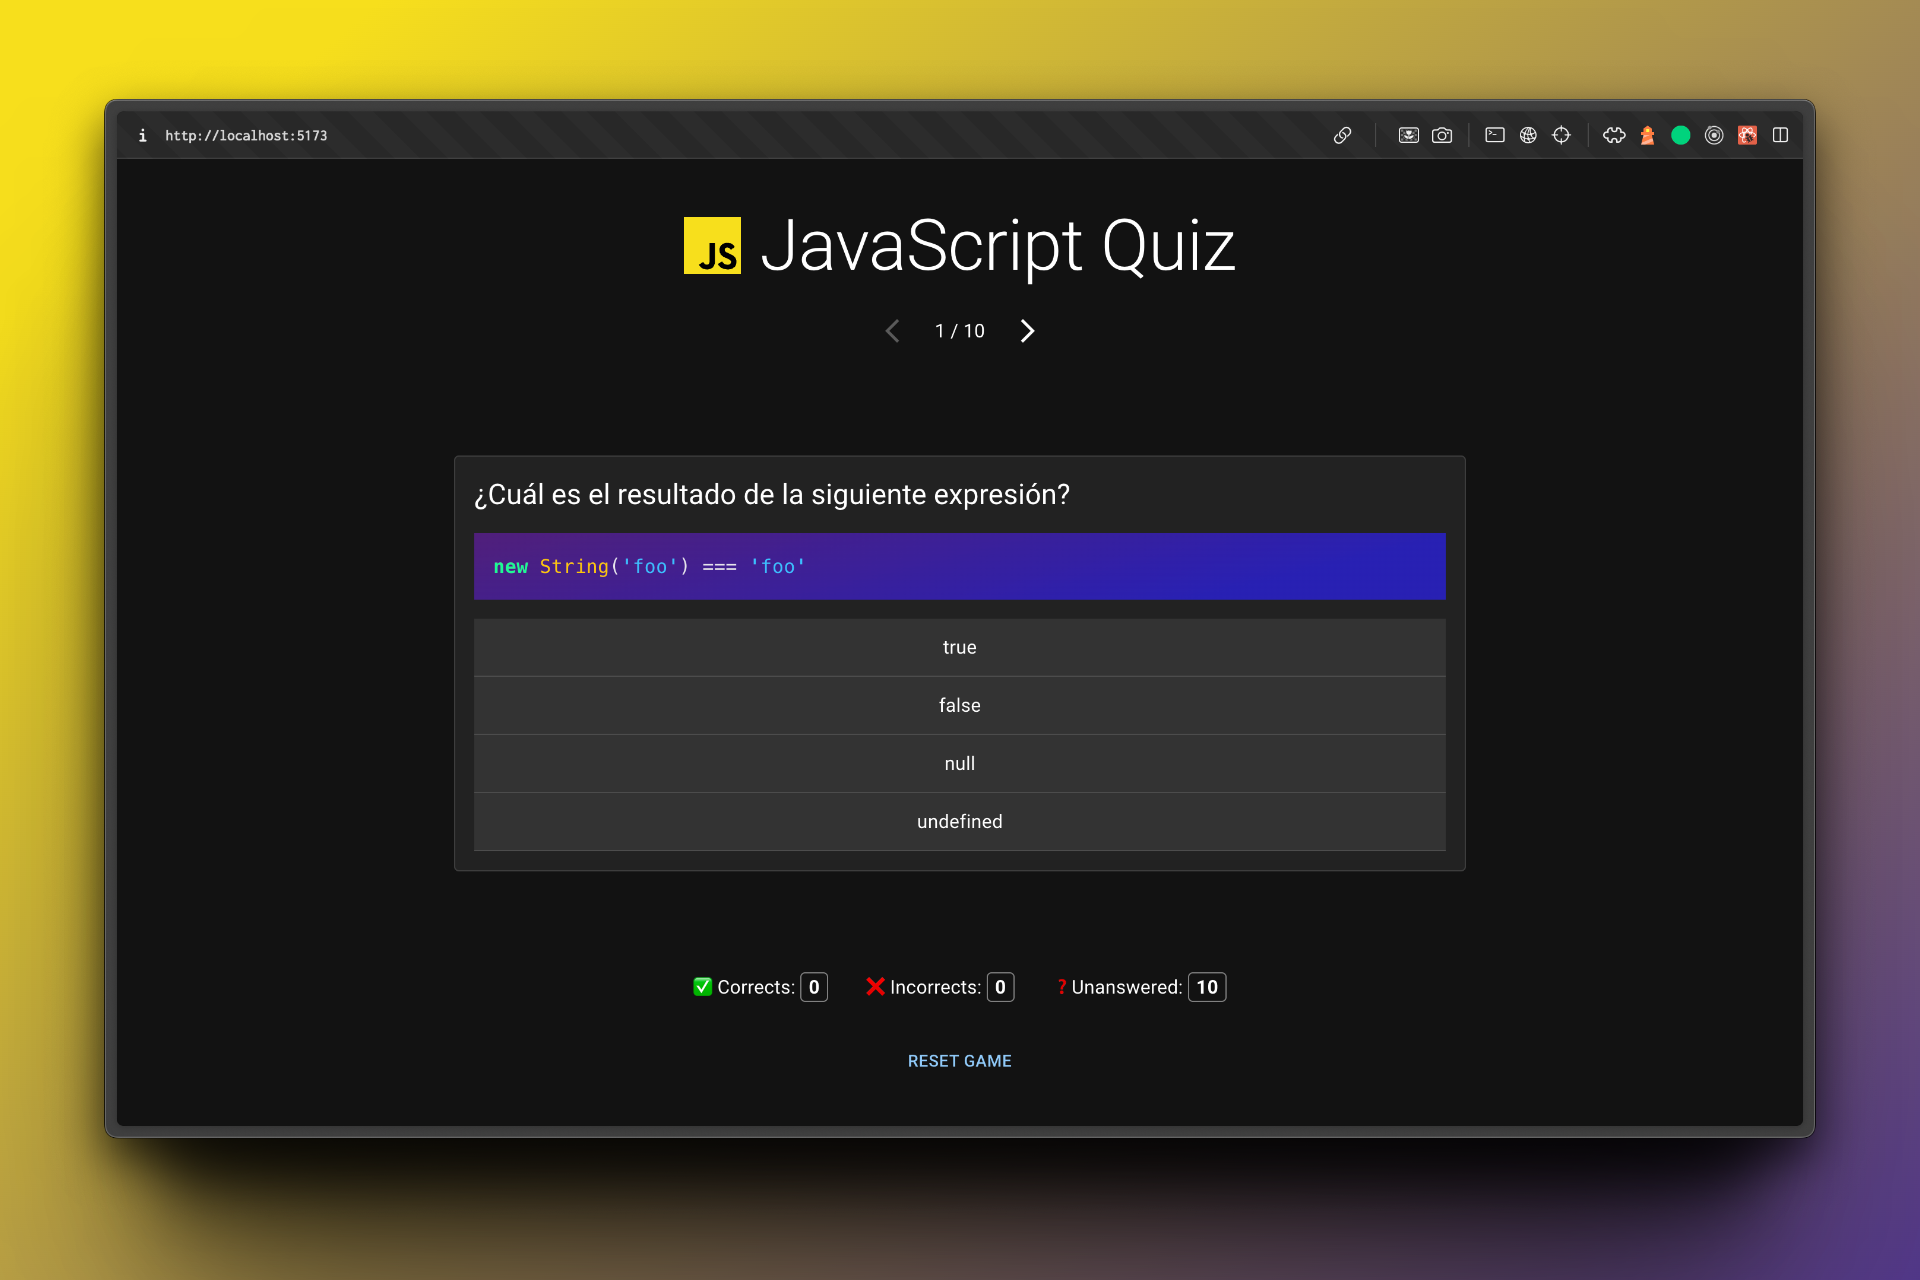 i http://localhost:5173
JS JavaScript Quiz
1 / 10
¿Cuál es el resultado de la siguiente expresión?
new String('foo') === 'foo'
true
false
null
undefined
Corrects: 0 Incorrects: 0 ? Unanswered: 10
RESET GAME